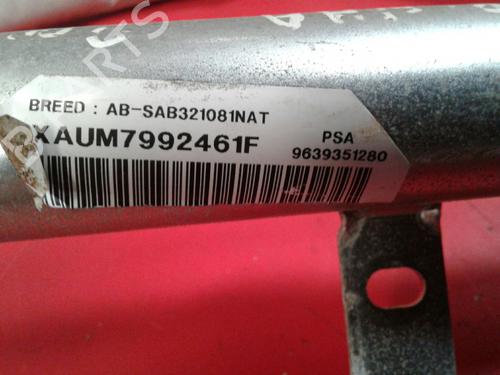 BREED : AB-SAB321081NAT
XAUM7992461F
PSA
9639351280